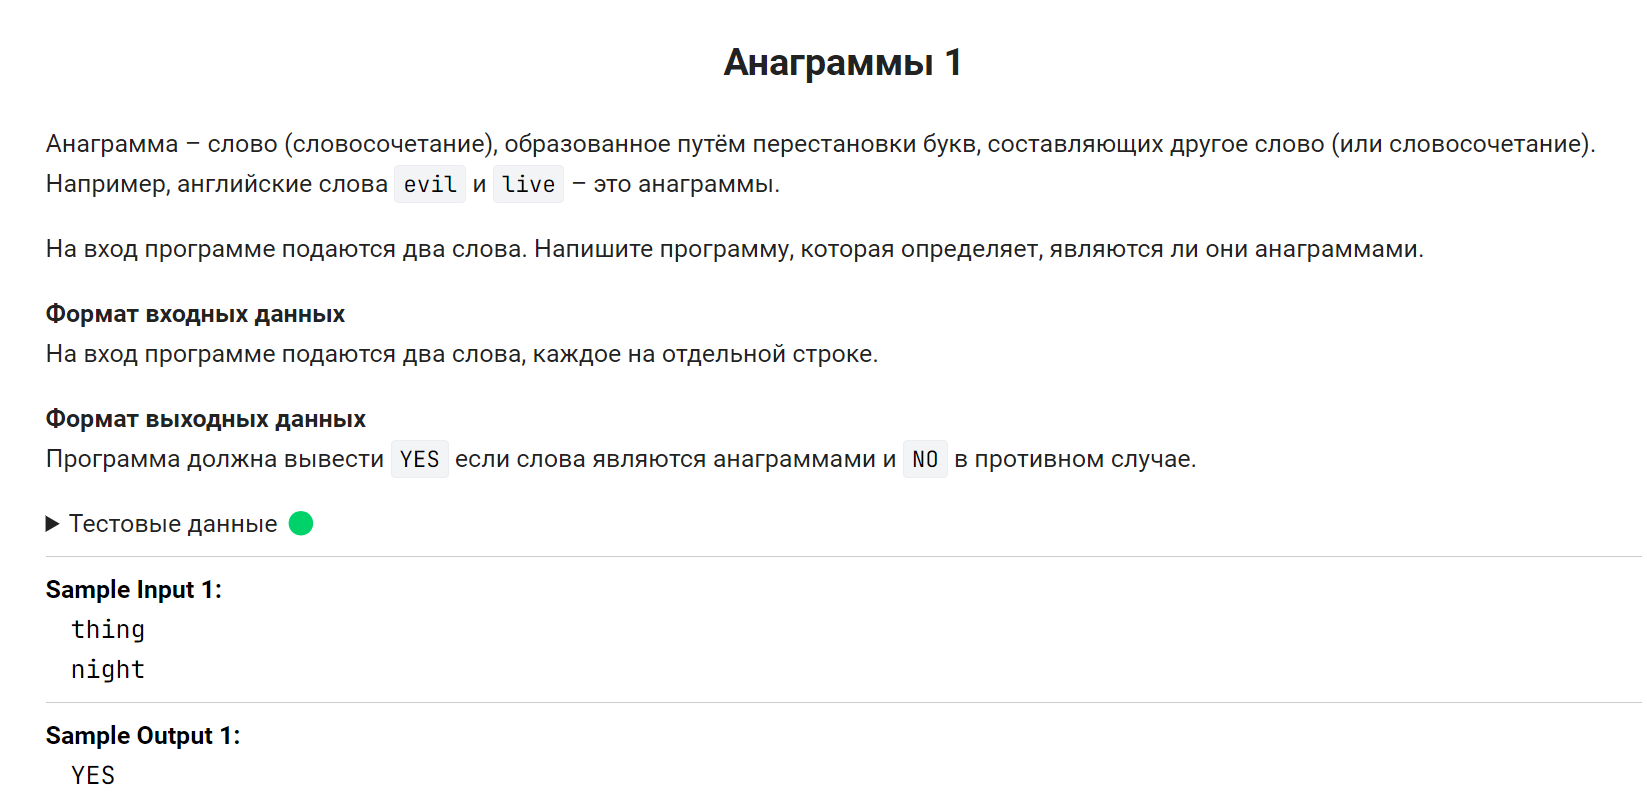 Анаграммы 1
Анаграмма – слово (словосочетание), образованное путём перестановки букв, составляющих другое слово (или словосочетание).
Например, английские слова evil и live – это анаграммы.
На вход программе подаются два слова. Напишите программу, которая определяет, являются ли они анаграммами.
Формат входных данных
На вход программе подаются два слова, каждое на отдельной строке.
Формат выходных данных
Программа должна вывести YES если слова являются анаграммами и NO в противном случае.
Тестовые данные
Sample Input 1:
thing
night
Sample Output 1:
YES